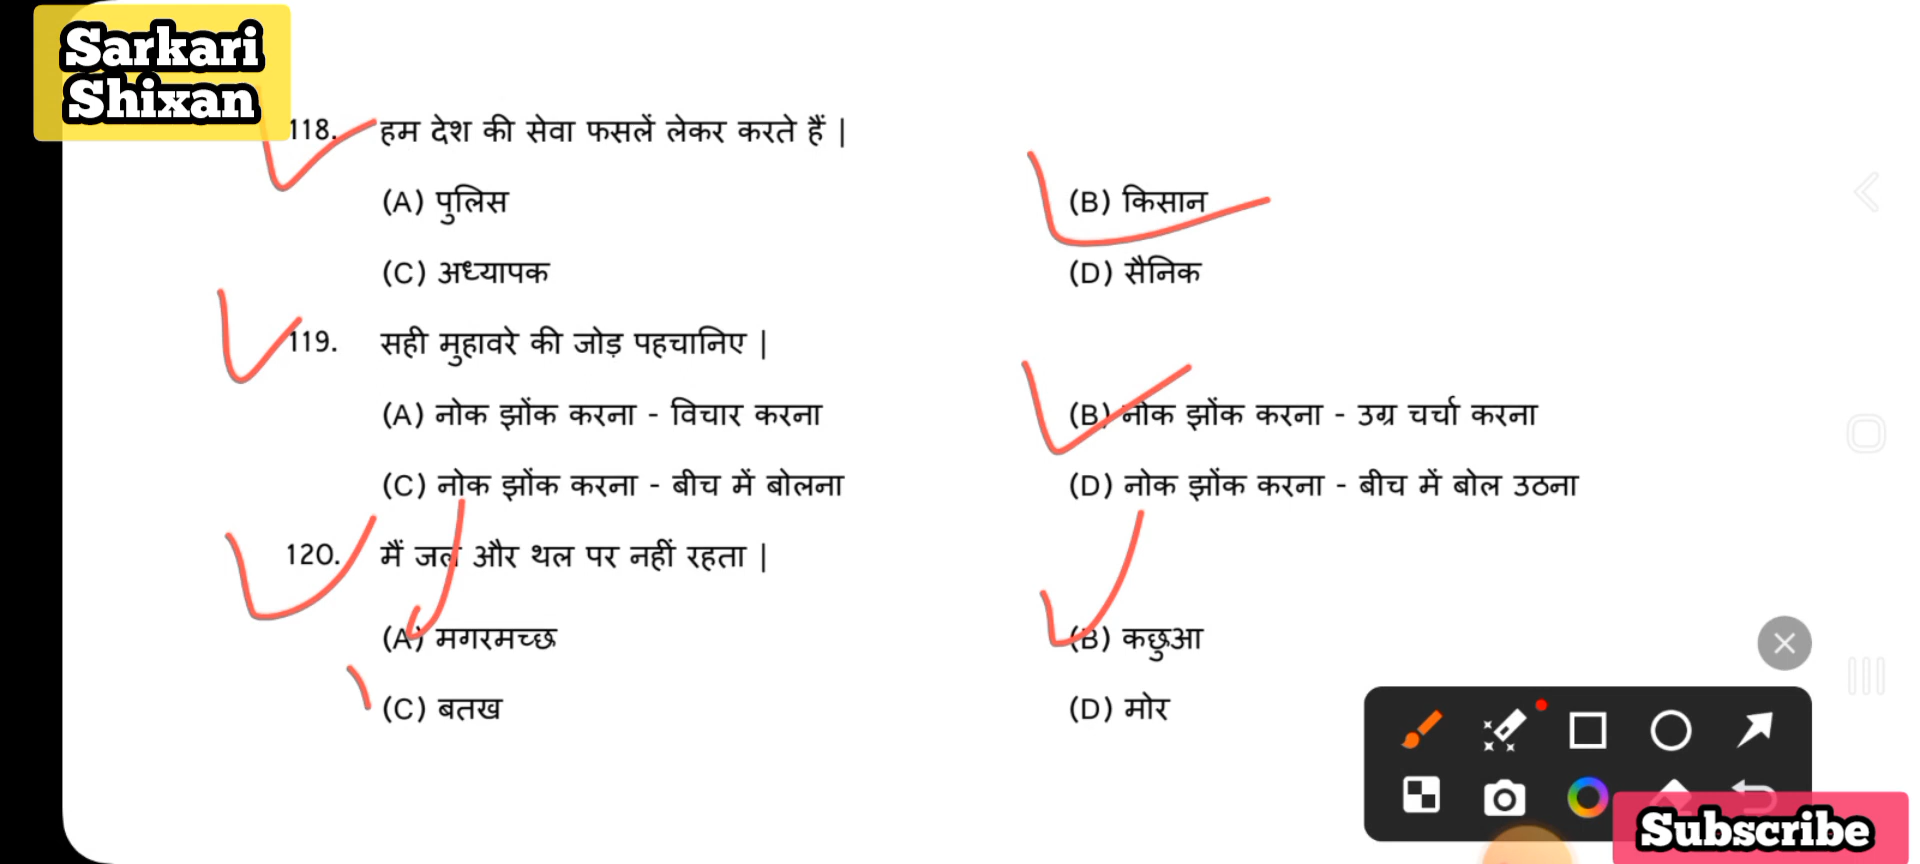 Sarkari
Shixan
118. हम देश की सेवा फसलें लेकर करते हैं |
(A) पुलिस (B) किसान
(C) अध्यापक (D) सैनिक
119. सही मुहावरे की जोड़ पहचानिए |
(A) नोक झोंक करना - विचार करना (B) नोक झोंक करना - उग्र चर्चा करना
(C) नोक झोंक करना - बीच में बोलना (D) नोक झोंक करना - बीच में बोल उठना
120. मैं जल और थल पर नहीं रहता |
(A) मगरमच्छ (B) कछुआ
(C) बतख (D) मोर
Subscribe